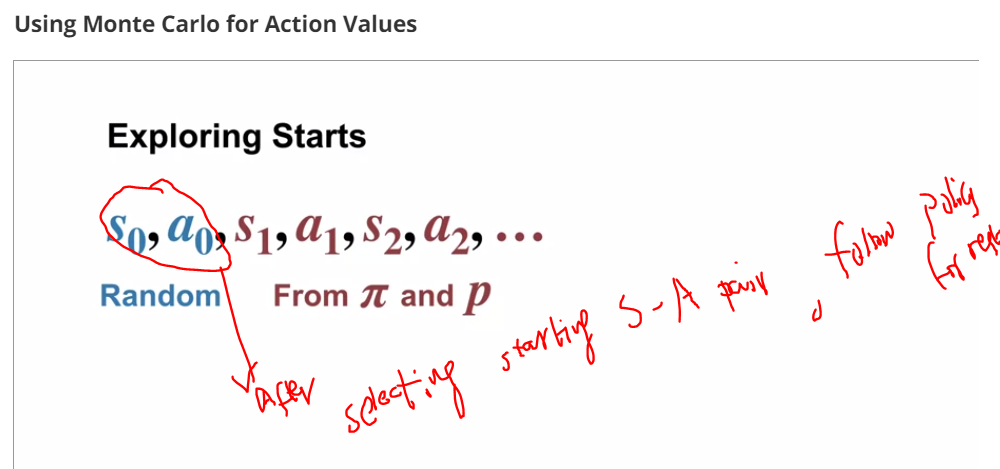 Using Monte Carlo for Action Values
Exploring Starts
s0, a0, s1, a1, s2, a2, ...
Random From π and p
After selecting starting S-A pair, follow policy
for